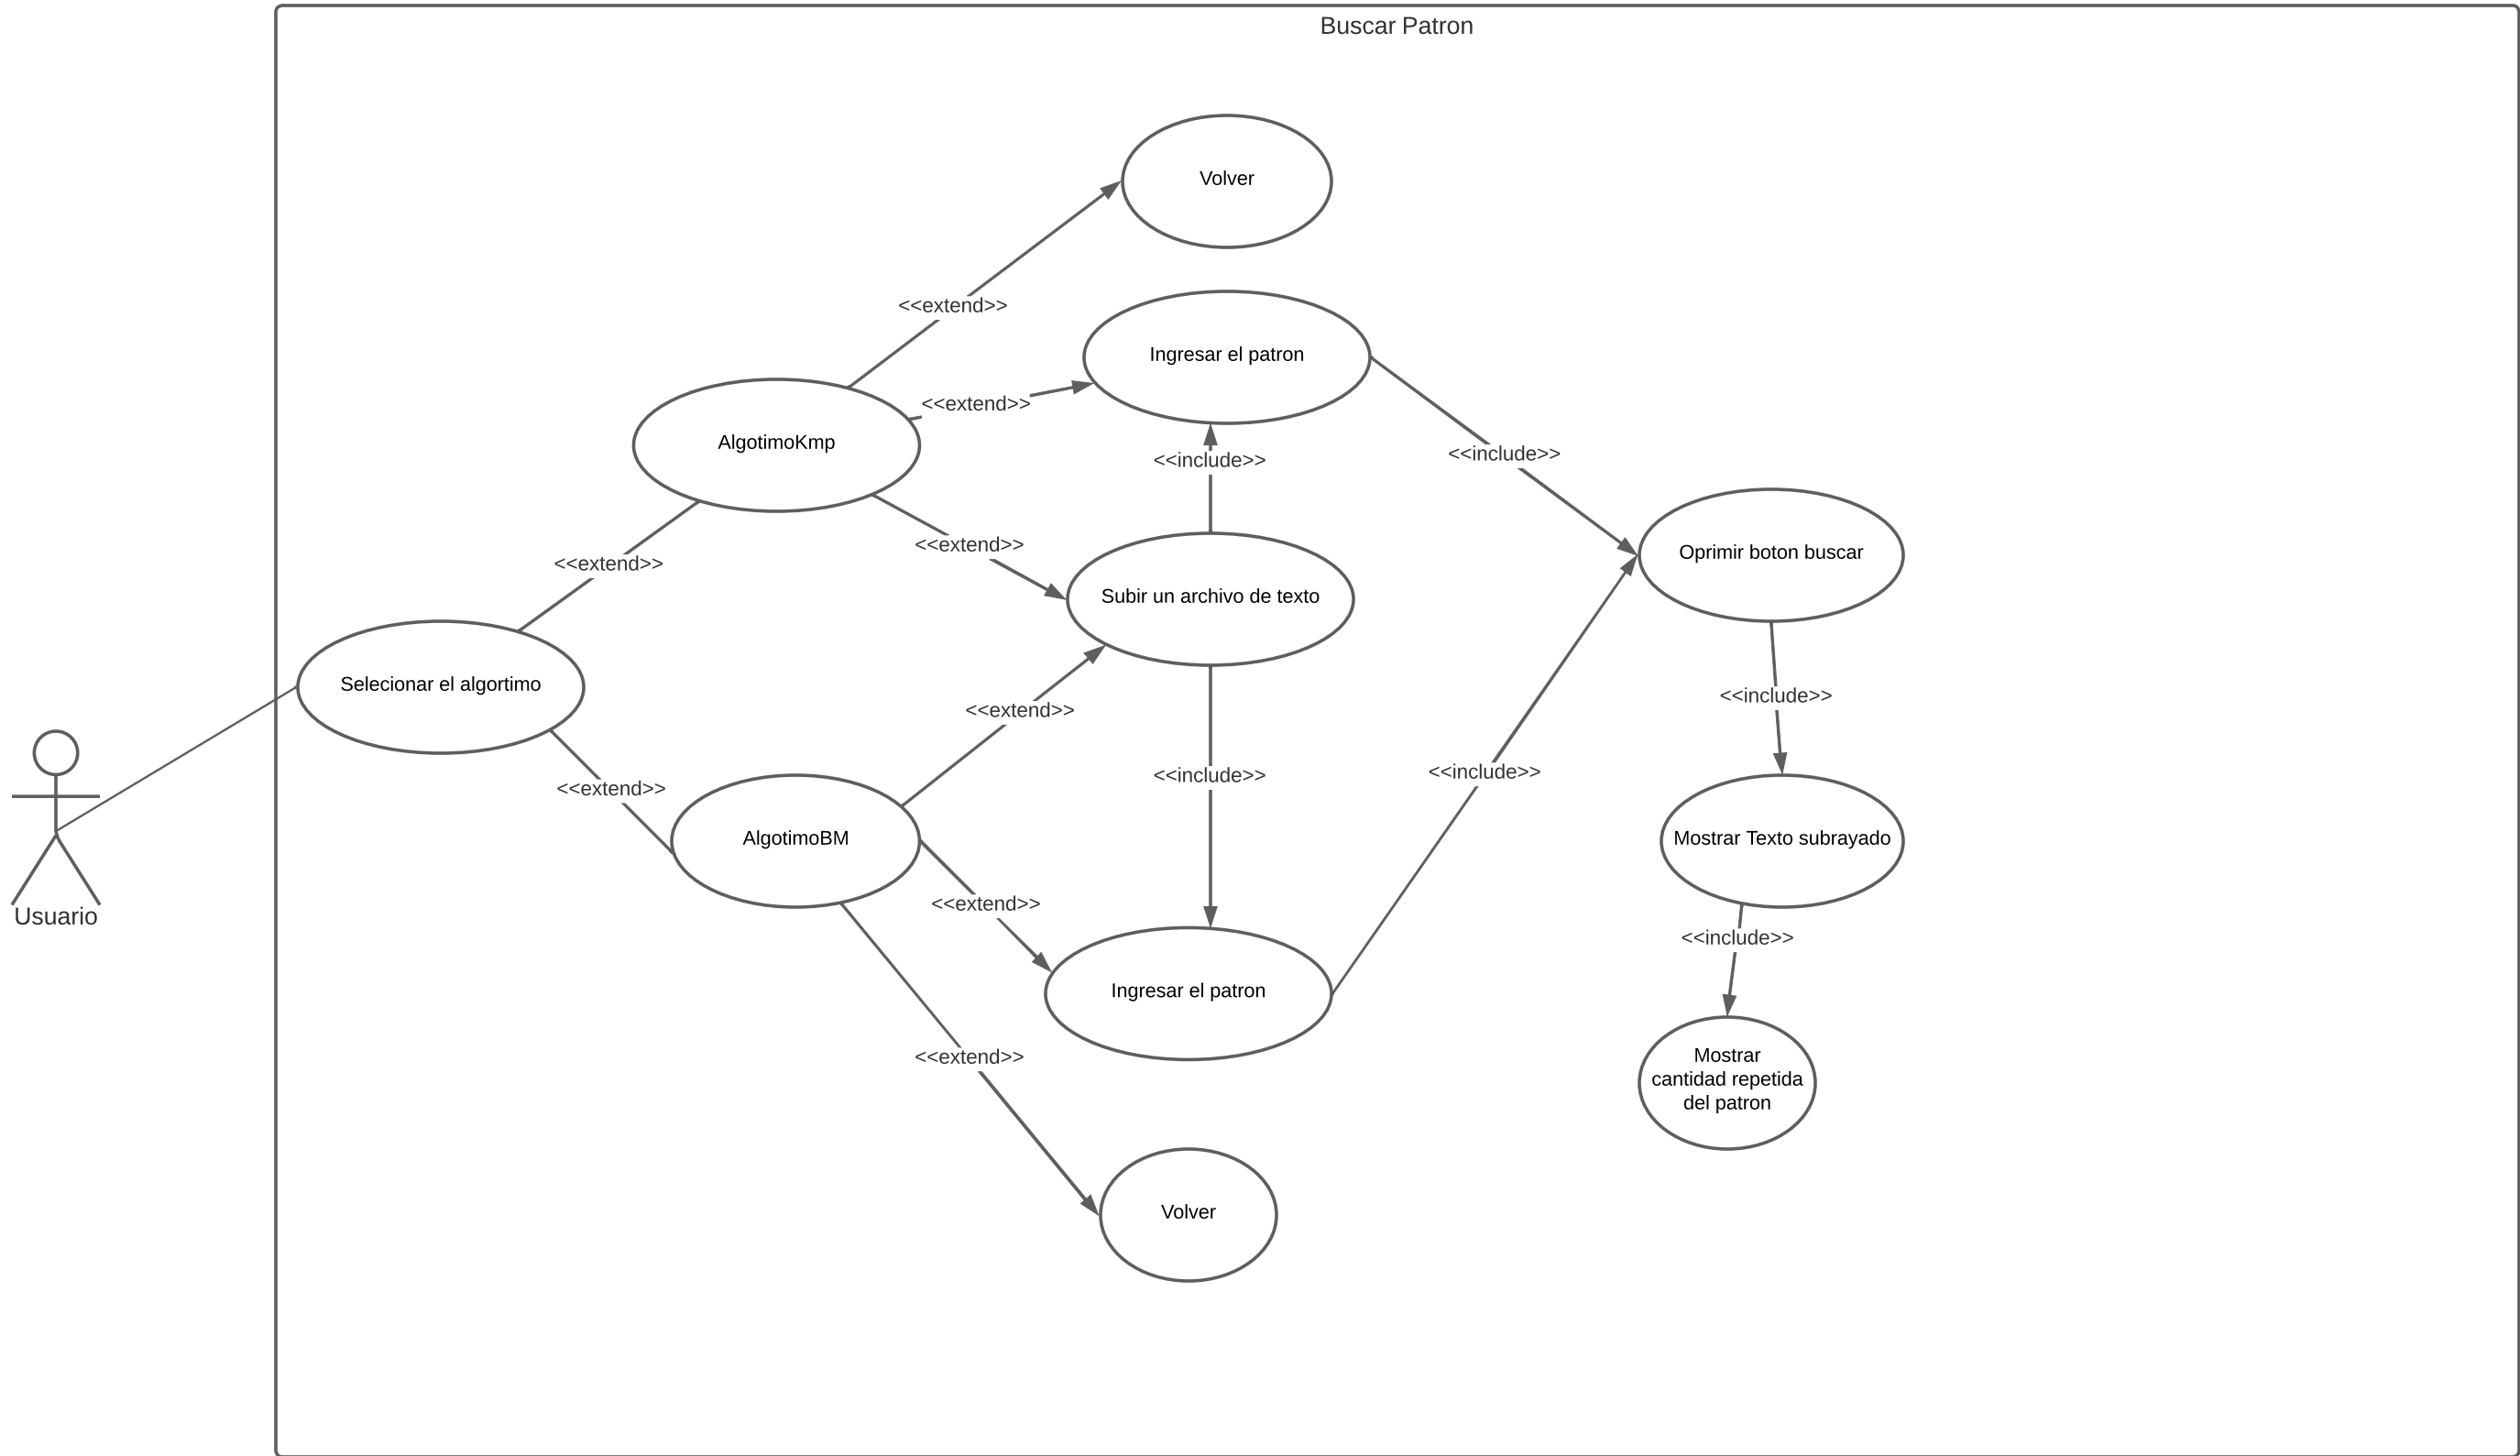 Buscar Patron
Volver
<<extend>>
Ingresar el patron
<<extend>>
AlgotimoKmp
<<include>>
<<include>>
<<extend>>
Oprimir boton buscar
<<extend>>
Subir un archivo de texto
Selecionar el algortimo
<<include>>
<<extend>>
<<include>>
<<include>>
<<extend>>
AlgotimoBM
Mostrar Texto subrayado
<<extend>>
Usuario
<<include>>
Ingresar el patron
<<extend>>
Mostrar
cantidad repetida
del patron
Volver